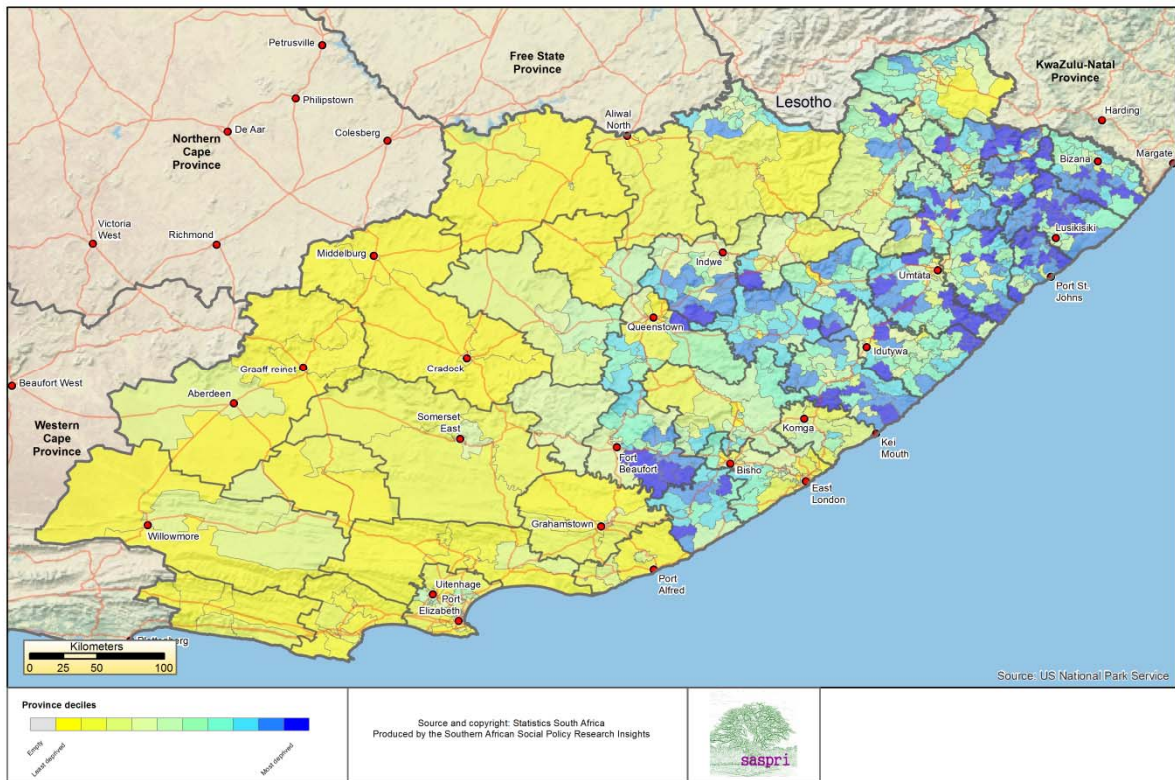 Petrusville
Free State
Province
KwaZulu-Natal
Province
Philipstown
Lesotho
Harding
De Aar
Northern
Cape
Province
Colesberg
Aliwal
North
Margate
Bizana
Victoria
West
Richmond
Middelburg
Indwe
Lusikisiki
Umtata
Port St.
Johns
Queenstown
Idutywa
Beaufort West
Graaff-reinet
Cradock
Aberdeen
Somerset
East
Western
Cape
Province
Komga
Kei
Mouth
Fort
Beaufort
Bisho
East
London
Willowmore
Grahamstown
Port
Alfred
Uitenhage
Port
Elizabeth
Kilometers
0 25 50 100
Source: US National Park Service
Province deciles
Empty
Least deprived
Most deprived
Source and copyright: Statistics South Africa
Produced by the Southern African Social Policy Research Insights
saspri